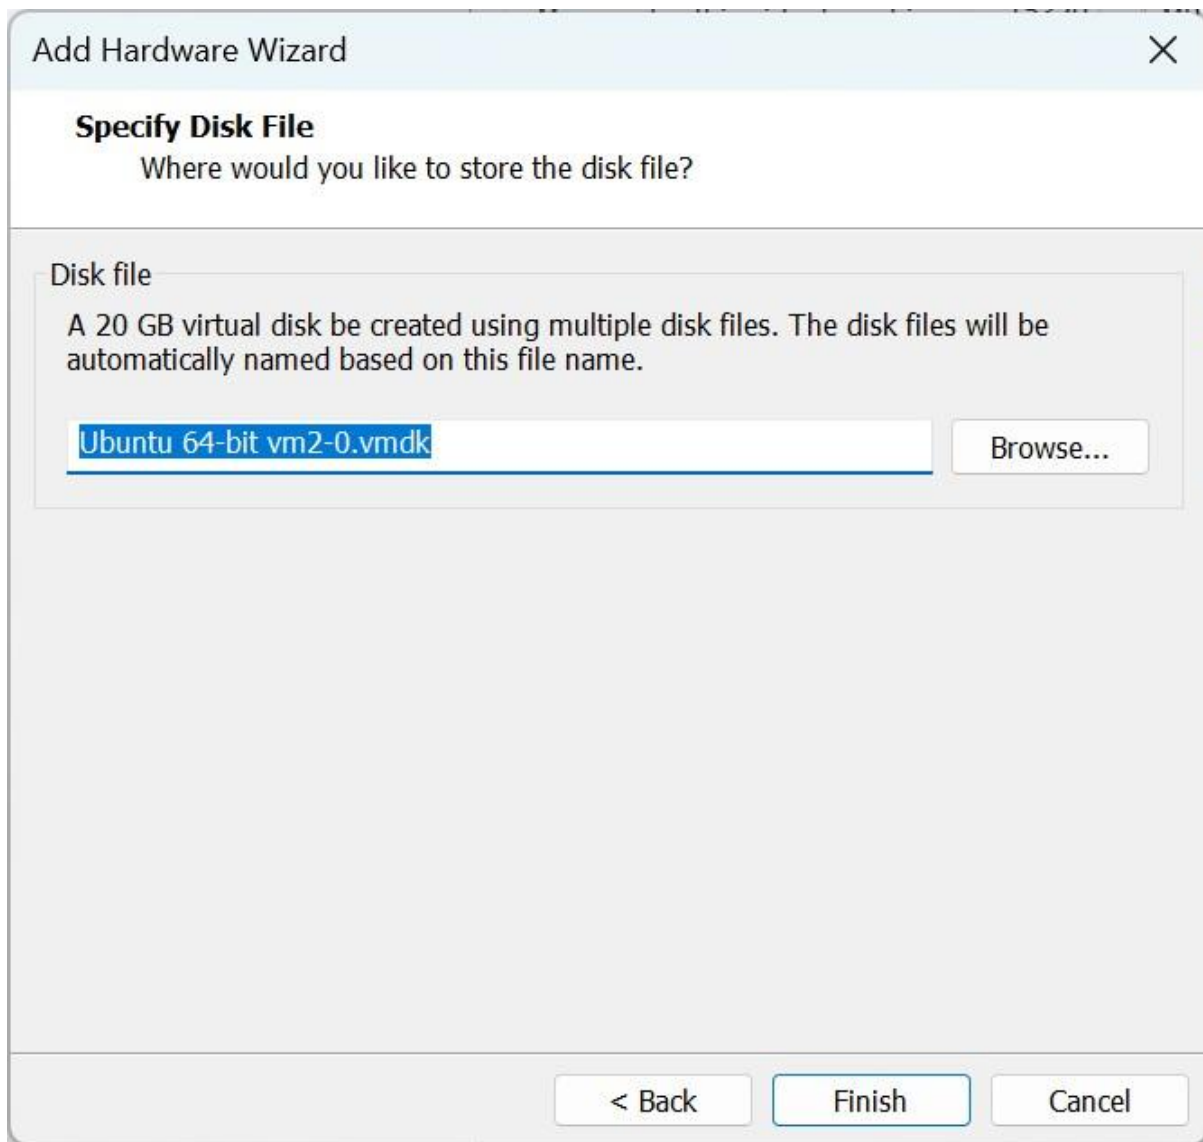 Add Hardware Wizard
Specify Disk File
Where would you like to store the disk file?
Disk file
A 20 GB virtual disk be created using multiple disk files. The disk files will be
automatically named based on this file name.
Ubuntu 64-bit vm2-0.vmdk
Browse...
< Back
Finish
Cancel